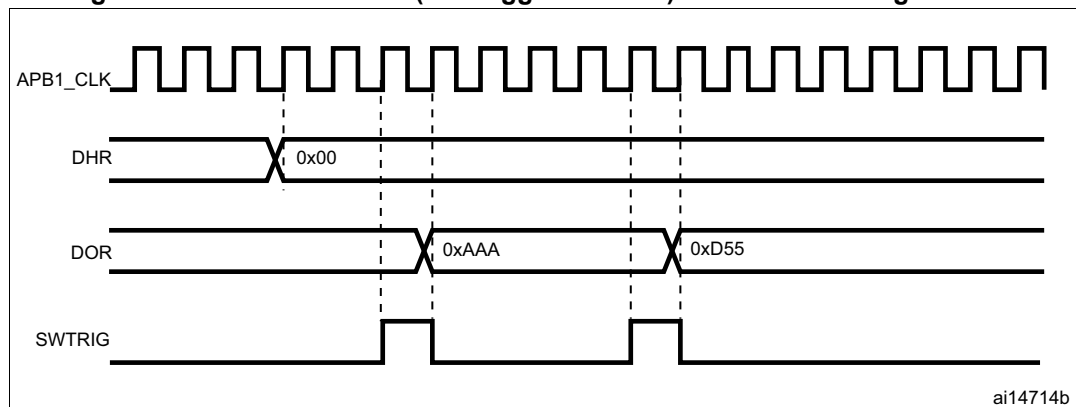 APB1_CLK
DHR
0x00
DOR
0xAAA
0xD55
SWTRIG
ai14714b